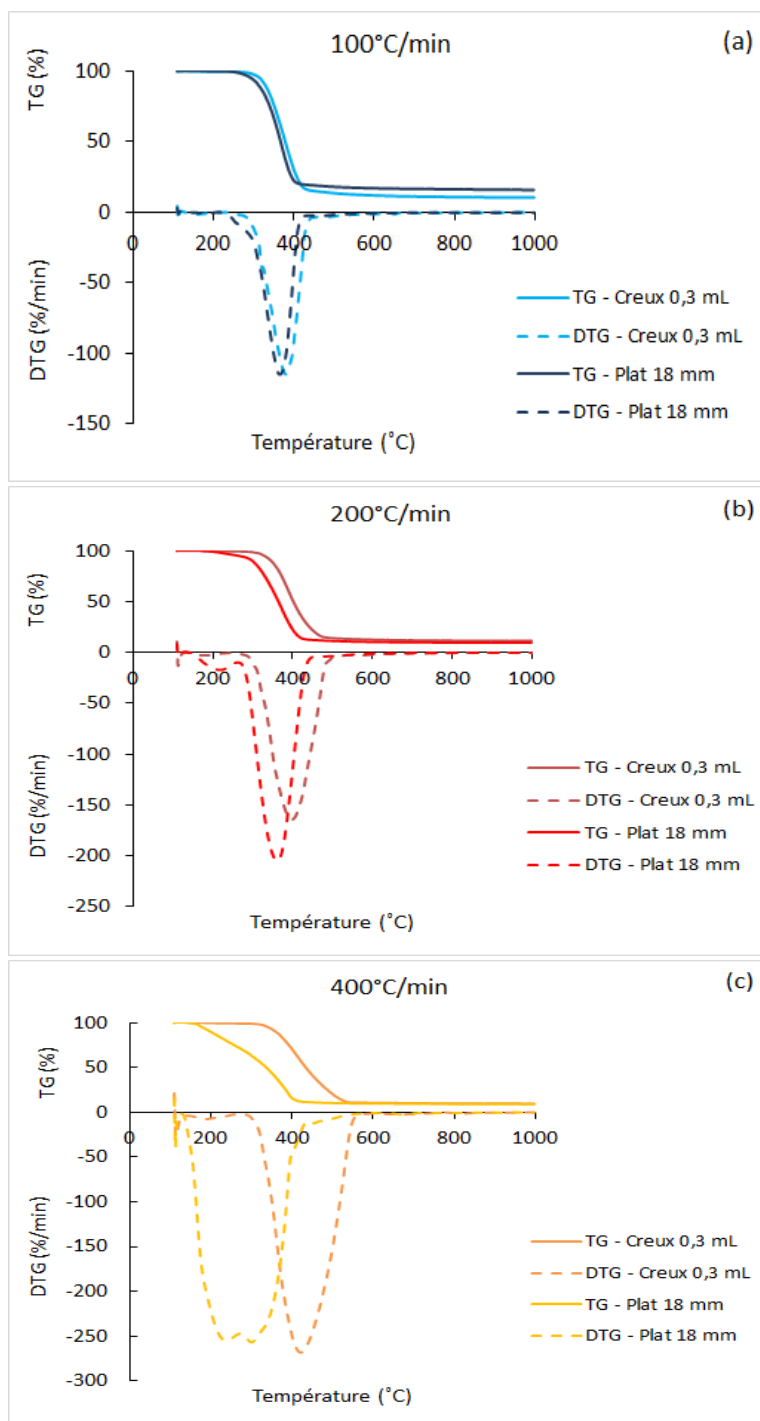 100°C/min
(a)
TG (%)
100
50
0
0
200
400
600
800
1000
-50
-100
-150
DTG (%/min)
TG - Creux 0,3 mL
DTG - Creux 0,3 mL
TG - Plat 18 mm
DTG - Plat 18 mm
Température (°C)
200°C/min
(b)
TG (%)
100
50
0
0
200
400
600
800
1000
-50
-100
-150
-200
-250
DTG (%/min)
TG - Creux 0,3 mL
DTG - Creux 0,3 mL
TG - Plat 18 mm
DTG - Plat 18 mm
Température (°C)
400°C/min
(c)
TG (%)
100
50
0
0
200
400
600
800
1000
-50
-100
-150
-200
-250
-300
DTG (%/min)
TG - Creux 0,3 mL
DTG - Creux 0,3 mL
TG - Plat 18 mm
DTG - Plat 18 mm
Température (°C)